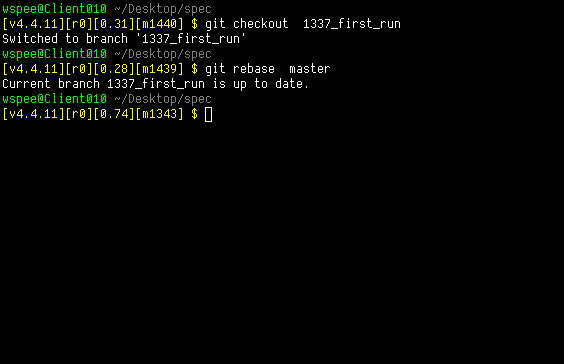 wspee@Client010 ~/Desktop/spec
[v4.4.11][r0][0.31][m1440] $ git checkout  1337_first_run
Switched to branch '1337_first_run'
wspee@Client010 ~/Desktop/spec
[v4.4.11][r0][0.28][m1439] $ git rebase  master
Current branch 1337_first_run is up to date.
wspee@Client010 ~/Desktop/spec
[v4.4.11][r0][0.74][m1343] $